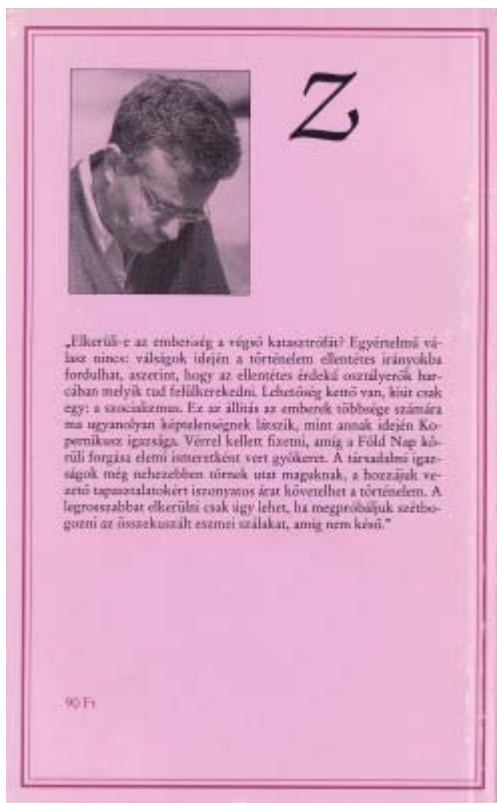 Z
„Elkerüli-e az emberiség a végső katasztrófát? Egyértelmű vá-
lasz nincs: válságok idején a történelem ellentétes irányokba
fordulhat, aszerint, hogy az ellentétes érdekű osztályerők har-
cában melyik tud felülkerekedni. Lehetőség kettő van, kiút csak
egy: a szocializmus. Ez az állítás az emberek többsége számára
ma ugyanolyan képtelenségnek látszik, mint annak idején Ko-
pernikusz igazsága. Vérrel kellett fizetni, amíg a Föld Nap kö-
rüli forgása elemi ismeretként vert gyökeret. A társadalmi igaz-
ságok még nehezebben törnek utat maguknak, a hozzájuk ve-
zető tapasztalatokért iszonyatos árat követelhet a történelem. A
legrosszabbat elkerülni csak úgy lehet, ha megpróbáljuk szétbo-
gozni az összekuszált eszmei szálakat, amíg nem késő.”
90 Ft